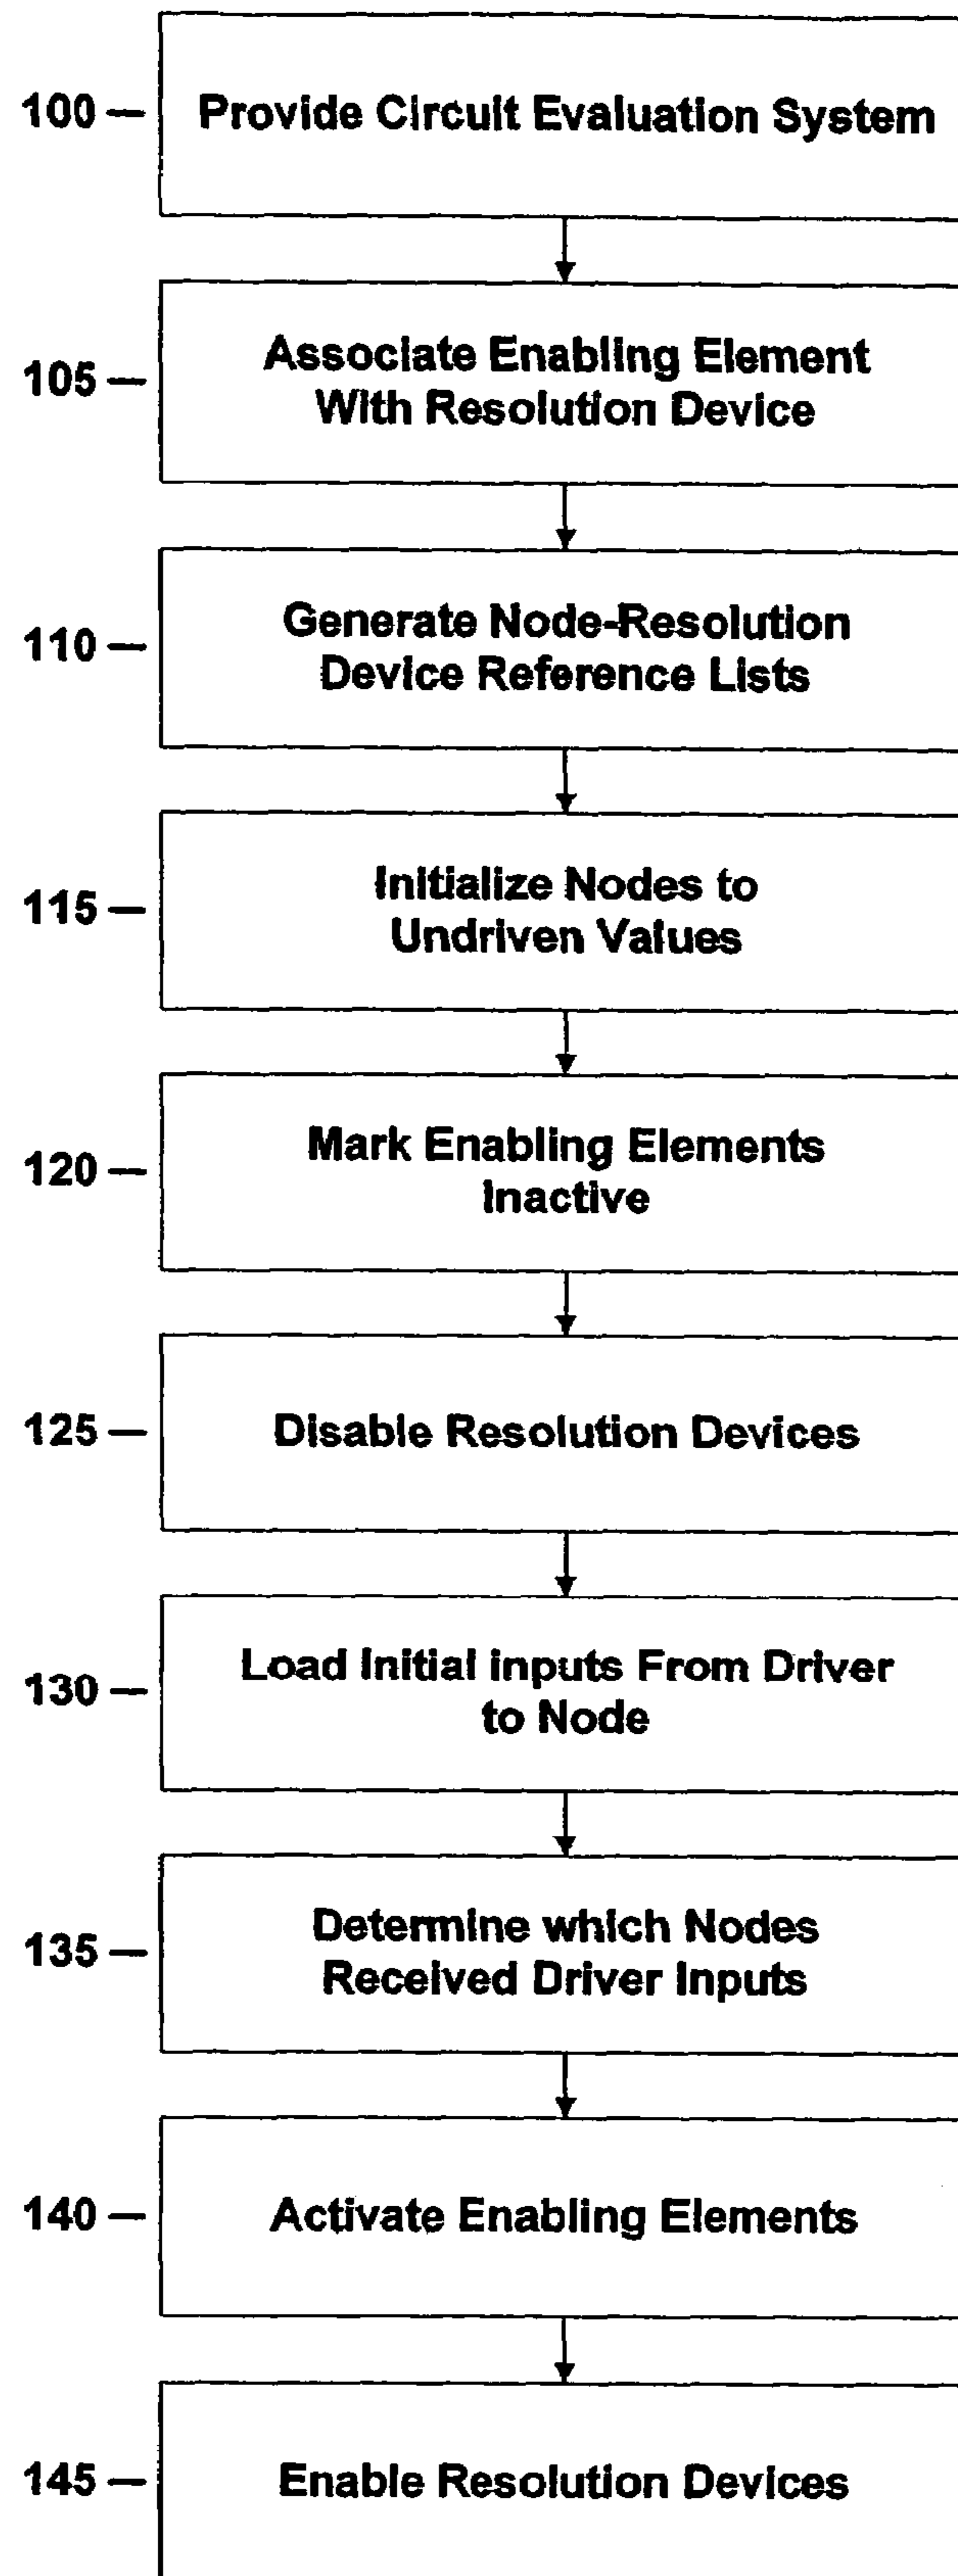 100 — Provide Circuit Evaluation System
105 — Associate Enabling Element
With Resolution Device
110 — Generate Node-Resolution
Device Reference Lists
115 — Initialize Nodes to
Undriven Values
120 — Mark Enabling Elements
Inactive
125 — Disable Resolution Devices
130 — Load Initial inputs From Driver
to Node
135 — Determine which Nodes
Received Driver Inputs
140 — Activate Enabling Elements
145 — Enable Resolution Devices